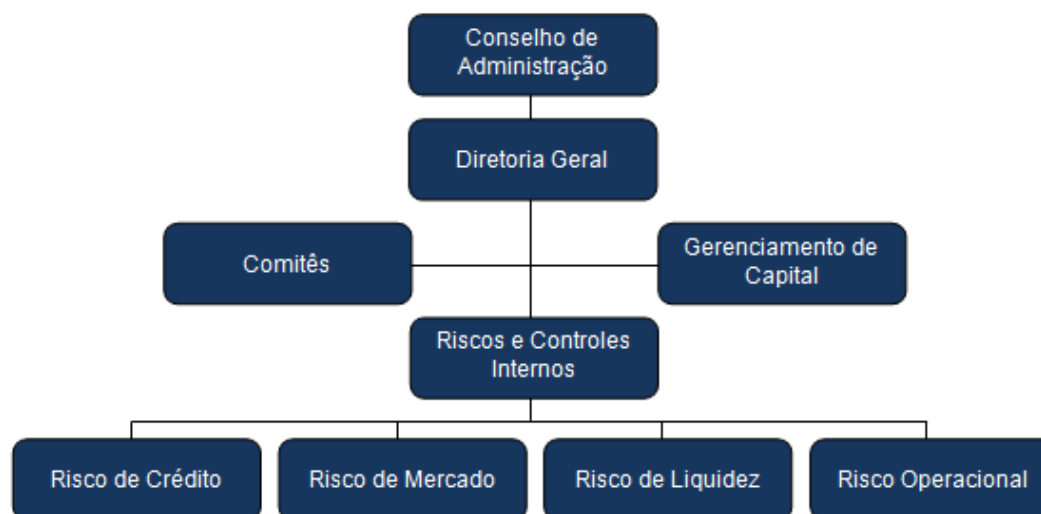 Conselho de
Administração
Diretoria Geral
Comitês
Gerenciamento de
Capital
Riscos e Controles
Internos
Risco de Crédito
Risco de Mercado
Risco de Liquidez
Risco Operacional